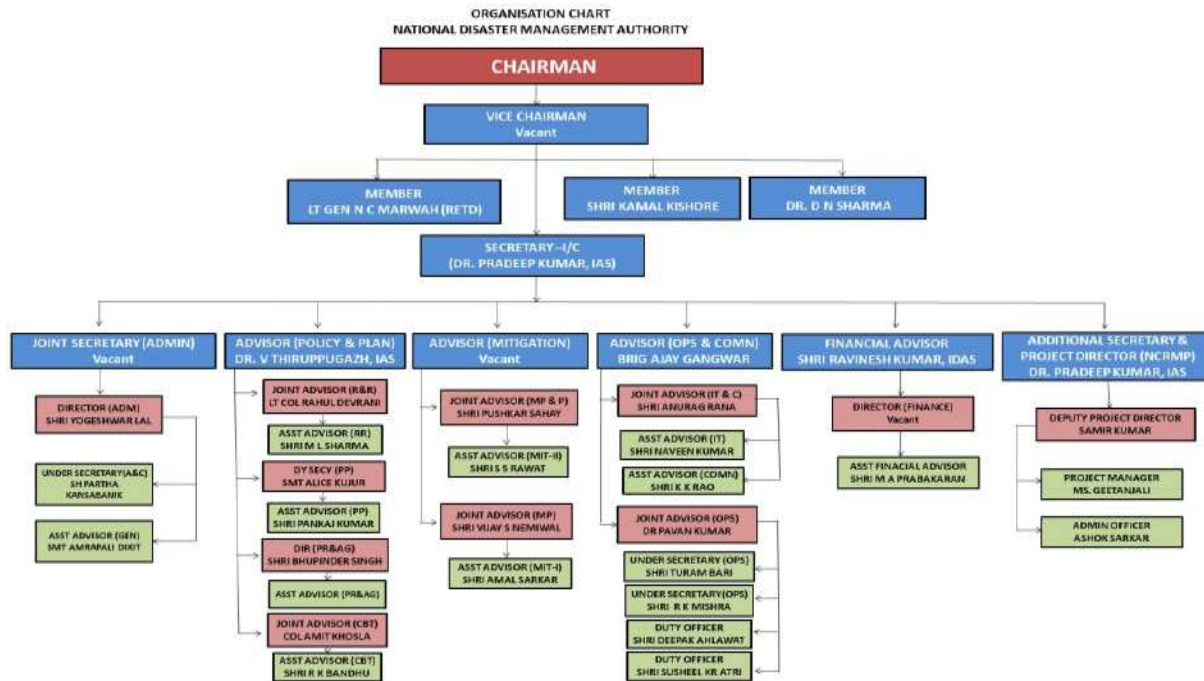 ORGANISATION CHART
NATIONAL DISASTER MANAGEMENT AUTHORITY
CHAIRMAN
VICE CHAIRMAN
Vacant
MEMBER
LT GEN N C MARWAH (RETD)
MEMBER
SHRI KAMAL KISHORE
MEMBER
DR. D N SHARMA
SECRETARY –I/C
(DR. PRADEEP KUMAR, IAS)
JOINT SECRETARY (ADMIN)
Vacant
DIRECTOR (ADM)
SHRI YOGESHWAR LAL
UNDER SECRETARY(A&C)
SH PARTHA
KANSABANIK
ASST ADVISOR (GEN)
SMT AMRAPALI DIXIT
ADVISOR (POLICY & PLAN)
DR. V THIRUPPUGAZH, IAS
JOINT ADVISOR (R&R)
LT COL RAHUL DEVRANI
ASST ADVISOR (RR)
SHRI M L SHARMA
DY SECY (PP)
SMT ALICE KUJUR
ASST ADVISOR (PP)
SHRI PANKAJ KUMAR
DIR (PR&AG)
SHRI BHUPINDER SINGH
ASST ADVISOR (PR&AG)
JOINT ADVISOR (CBT)
COL AMIT KHOSLA
ASST ADVISOR (CBT)
SHRI R K BANDHU
ADVISOR (MITIGATION)
Vacant
JOINT ADVISOR (MP & P)
SHRI PUSHKAR SAHAY
ASST ADVISOR (MIT-II)
SHRI S S RAWAT
JOINT ADVISOR (MP)
SHRI VIJAY S NEMIWAL
ASST ADVISOR (MIT-I)
SHRI AMAL SARKAR
ADVISOR (OPS & COMN)
BRIG AJAY GANGWAR
JOINT ADVISOR (IT & C)
SHRI ANURAG RANA
ASST ADVISOR (IT)
SHRI NAVEEN KUMAR
ASST ADVISOR (COMN)
SHRI K K RAO
JOINT ADVISOR (OPS)
DR PAVAN KUMAR
UNDER SECRETARY (OPS)
SHRI TURAM BARI
UNDER SECRETARY(OPS)
SHRI R K MISHRA
DUTY OFFICER
SHRI DEEPAK AHLAWAT
DUTY OFFICER
SHRI SUSHEEL KR ATRI
FINANCIAL ADVISOR
SHRI RAVINESH KUMAR, IDAS
DIRECTOR (FINANCE)
Vacant
ASST FINACIAL ADVISOR
SHRI M A PRABAKARAN
ADDITIONAL SECRETARY
& PROJECT DIRECTOR (NCRMP)
DR. PRADEEP KUMAR, IAS
DEPUTY PROJECT DIRECTOR
SAMIR KUMAR
PROJECT MANAGER
MS. GEETANJALI
ADMIN OFFICER
ASHOK SARKAR